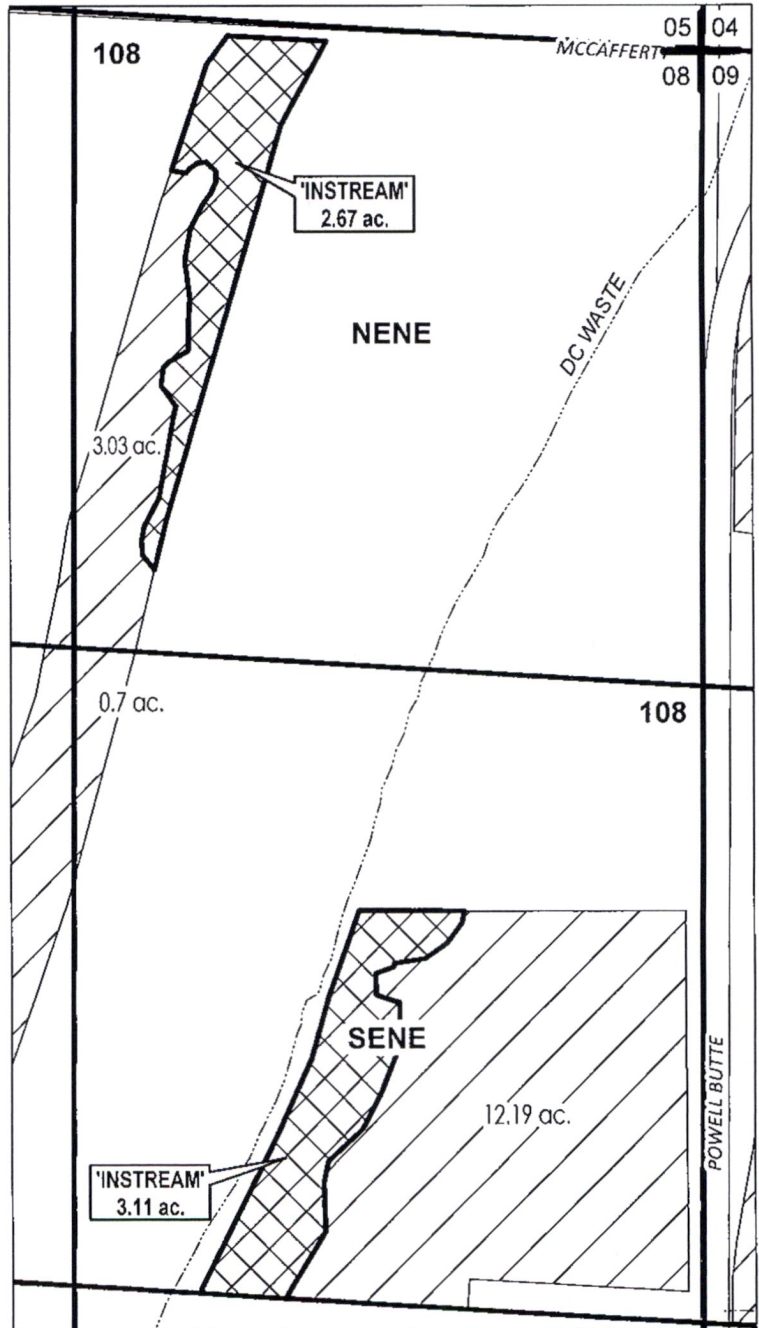 05 04
108
MCCAFFERT
08 09
'INSTREAM'
2.67 ac.
NENE
DC WASTE
3.03 ac.
0.7 ac.
108
SENE
12.19 ac.
POWELL BUTTE
'INSTREAM'
3.11 ac.